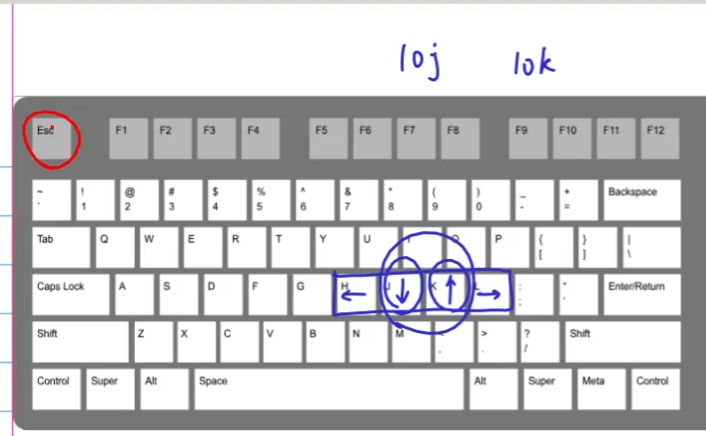 10j 10k
Esc F1 F2 F3 F4 F5 F6 F7 F8 F9 F10 F11 F12
~ ! @ # $ % ^ & * ( ) _ + Backspace
` 1 2 3 4 5 6 7 8 9 0 - =
Tab Q W E R T Y U I O P { } |
[ ] \
Caps Lock A S D F G H J K L : " Enter/Return
← ↓ ↑ → ; '
Shift Z X C V B N M < > ? Shift
, . /
Control Super Alt Space Alt Super Meta Control